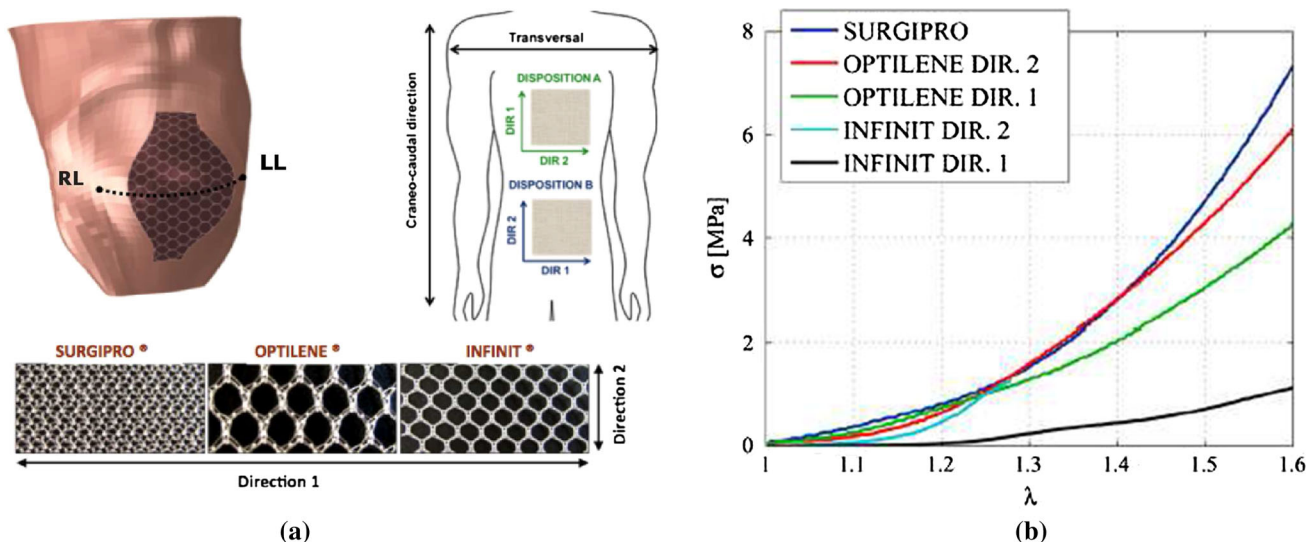 RL
LL
Craneo-caudal direction
Transversal
DISPOSITION A
DIR 1
DIR 2
DISPOSITION B
DIR 2
DIR 1
SURGIPRO ®
OPTILENE ®
INFINIT ®
Direction 2
Direction 1
(a)
SURGIPRO
OPTILENE DIR. 2
OPTILENE DIR. 1
INFINIT DIR. 2
INFINIT DIR. 1
σ [MPa]
8
6
4
2
0
1
1.1
1.2
1.3
1.4
1.5
1.6
λ
(b)